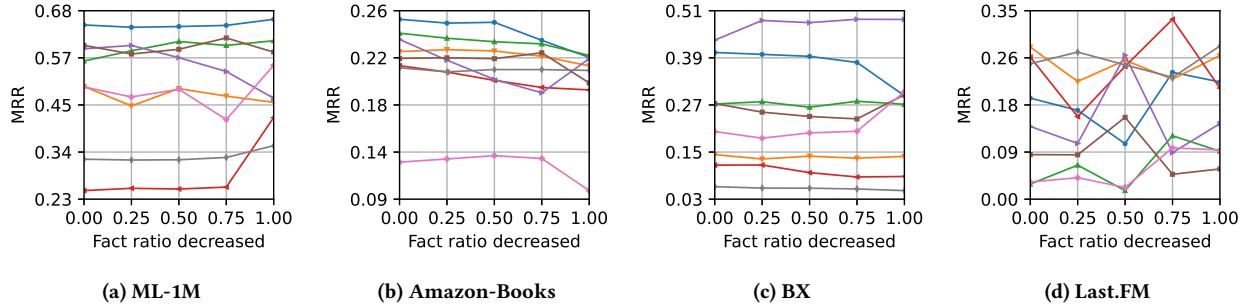 0.68
0.57
0.45
0.34
0.23
MRR
0.00 0.25 0.50 0.75 1.00
Fact ratio decreased
(a) ML-1M
0.26
0.22
0.18
0.14
0.09
MRR
0.00 0.25 0.50 0.75 1.00
Fact ratio decreased
(b) Amazon-Books
0.51
0.39
0.27
0.15
0.03
MRR
0.00 0.25 0.50 0.75 1.00
Fact ratio decreased
(c) BX
0.35
0.26
0.18
0.09
0.00
MRR
0.00 0.25 0.50 0.75 1.00
Fact ratio decreased
(d) Last.FM